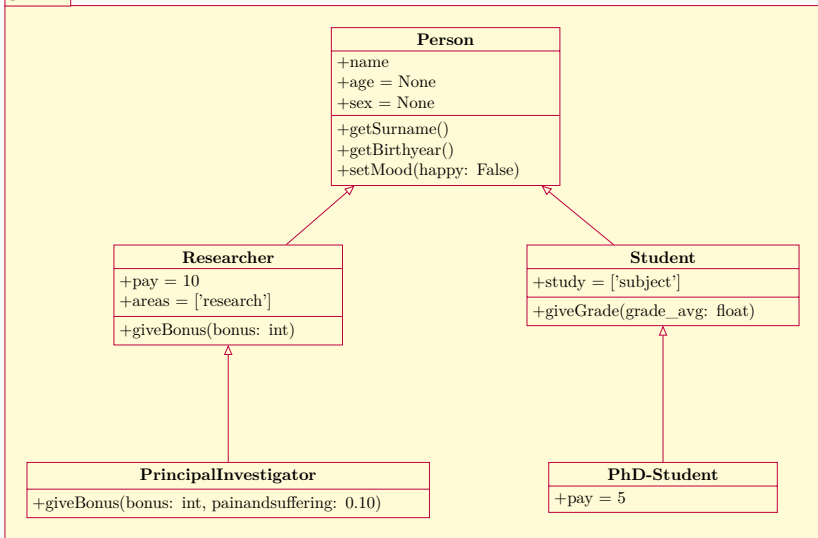 Person
+name
+age = None
+sex = None
+getSurname()
+getBirthyear()
+setMood(happy: False)
Researcher
+pay = 10
+areas = ['research']
+giveBonus(bonus: int)
Student
+study = ['subject']
+giveGrade(grade_avg: float)
PrincipalInvestigator
+giveBonus(bonus: int, painandsuffering: 0.10)
PhD-Student
+pay = 5